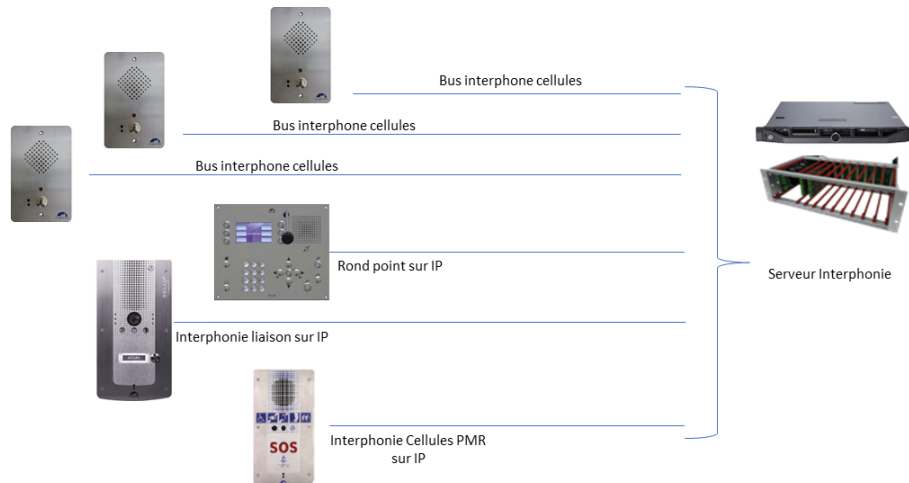 Bus interphone cellules
Bus interphone cellules
Bus interphone cellules
Rond point sur IP
Serveur Interphonie
Interphonie liaison sur IP
SOS
Interphonie Cellules PMR
sur IP